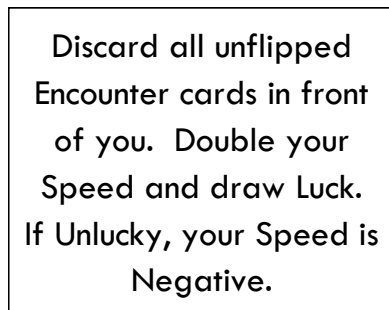 Discard all unflipped
Encounter cards in front
of you.  Double your
Speed and draw Luck.
If Unlucky, your Speed is
Negative.